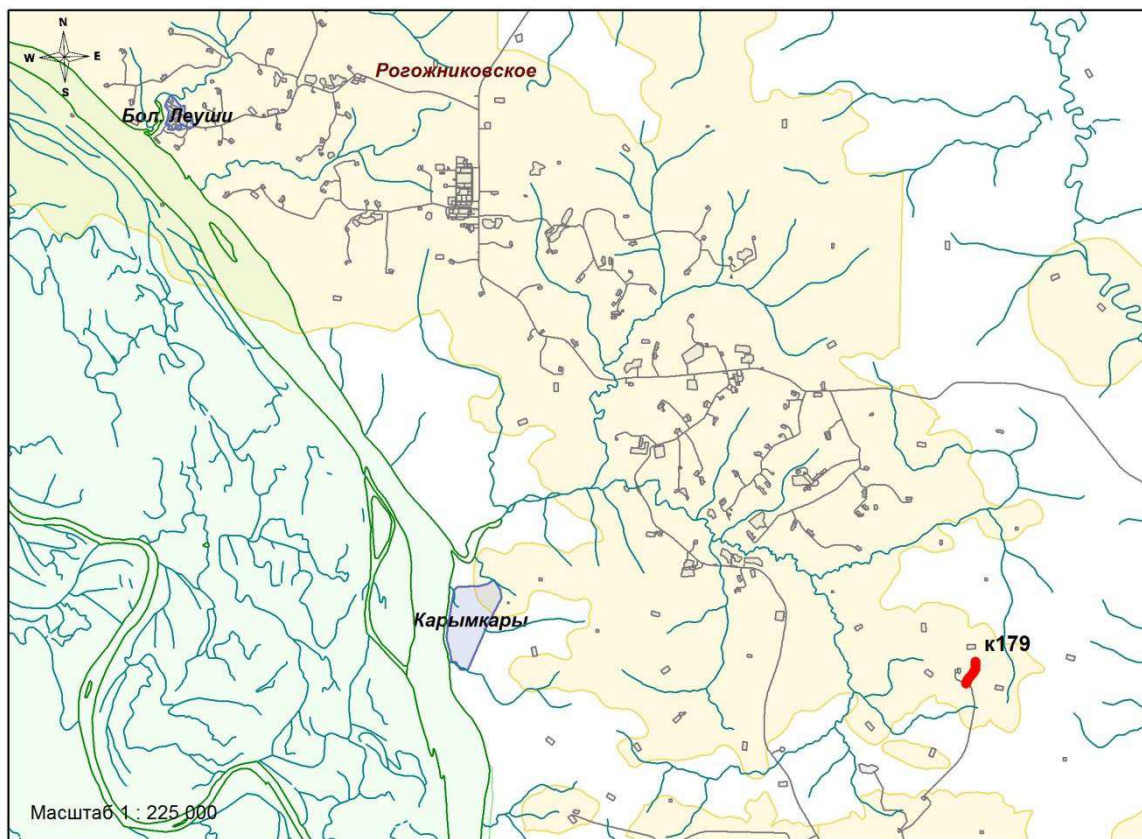 N
W E
S
Рогожниковское
Бол. Леуши
Карымкары
к179
Масштаб 1 : 225 000